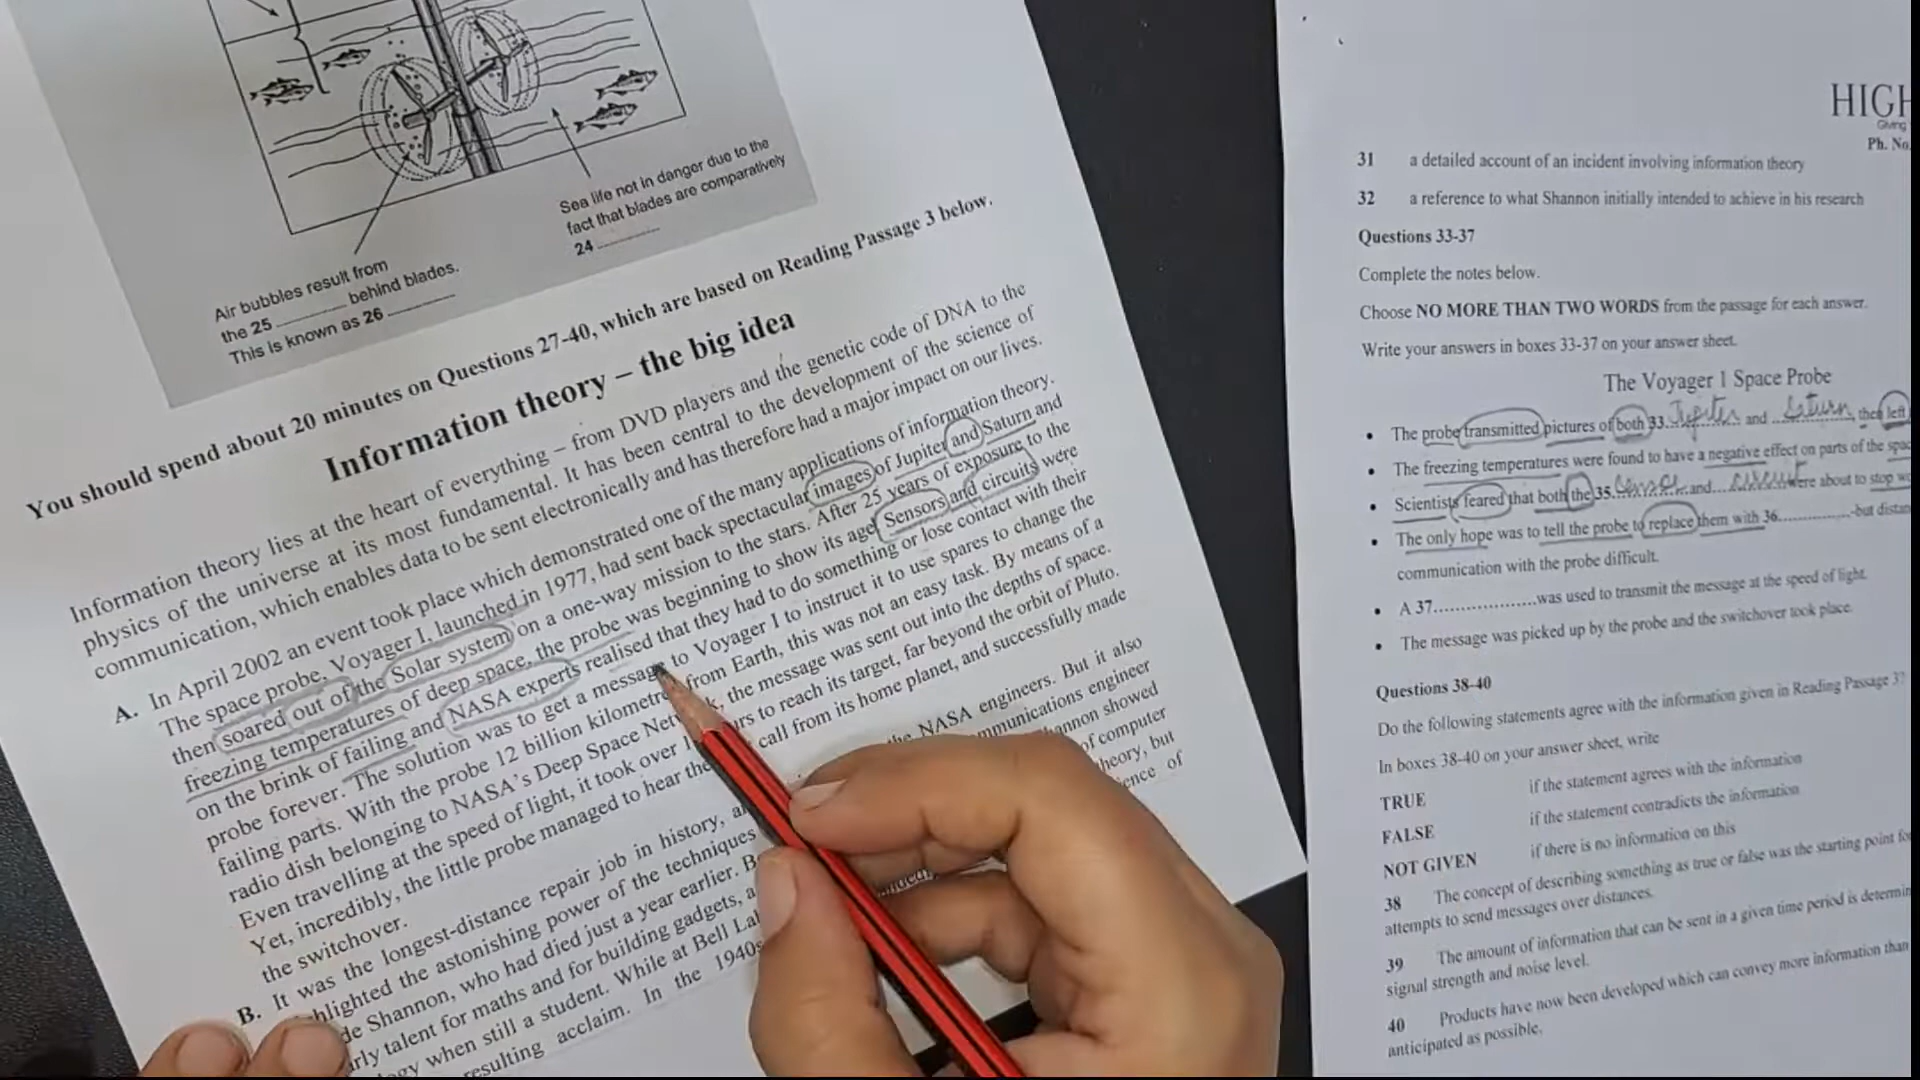 Sea life not in danger due to the
fact that blades are comparatively
24
Air bubbles result from
the 25 behind blades.
This is known as 26
You should spend about 20 minutes on Questions 27-40, which are based on Reading Passage 3 below.
Information theory – the big idea
Information theory lies at the heart of everything – from DVD players and the genetic code of DNA to the
physics of the universe at its most fundamental. It has been central to the development of the science of
communication, which enables data to be sent electronically and has therefore had a major impact on our lives.
A. In April 2002 an event took place which demonstrated one of the many applications of information theory.
The space probe, Voyager I, launched in 1977, had sent back spectacular images of Jupiter and Saturn and
then soared out of the Solar system on a one-way mission to the stars. After 25 years of exposure to the
freezing temperatures of deep space, the probe was beginning to show its age. Sensors and circuits were
on the brink of failing and NASA experts realised that they had to do something or lose contact with their
probe forever. The solution was to get a message to Voyager I to instruct it to use spares to change the
failing parts. With the probe 12 billion kilometres from Earth, this was not an easy task. By means of a
radio dish belonging to NASA's Deep Space the message was sent out into the depths of space.
Even travelling at the speed of light, it took over to reach its target, far beyond the orbit of Pluto.
Yet, incredibly, the little probe managed to hear call from its home planet, and successfully made
the switchover.
B. It was the longest-distance repair job in history, NASA engineers. But it also
the astonishing power of the techniques engineer
Shannon, who had died just a year earlier. showed
talent for maths and for building gadgets, of computer
when still a student. While at Bell but
acclaim. In the 1940s of
HIGH
Giving
Ph. No.
31 a detailed account of an incident involving information theory
32 a reference to what Shannon initially intended to achieve in his research
Questions 33-37
Complete the notes below.
Choose NO MORE THAN TWO WORDS from the passage for each answer.
Write your answers in boxes 33-37 on your answer sheet.
The Voyager 1 Space Probe
• The probe transmitted pictures of both 33.Jupiter and Saturn, then left
• The freezing temperatures were found to have a negative effect on parts of the
• Scientists feared that both the 35. and were about to stop
• The only hope was to tell the probe to replace them with 36...............-but
communication with the probe difficult.
• A 37..................was used to transmit the message at the speed of light.
• The message was picked up by the probe and the switchover took place.
Questions 38-40
Do the following statements agree with the information given in Reading Passage 3?
In boxes 38-40 on your answer sheet, write
TRUE if the statement agrees with the information
FALSE if the statement contradicts the information
NOT GIVEN if there is no information on this
38 The concept of describing something as true or false was the starting point
attempts to send messages over distances.
39 The amount of information that can be sent in a given time period is
signal strength and noise level.
40 Products have now been developed which can convey more information than
anticipated as possible.